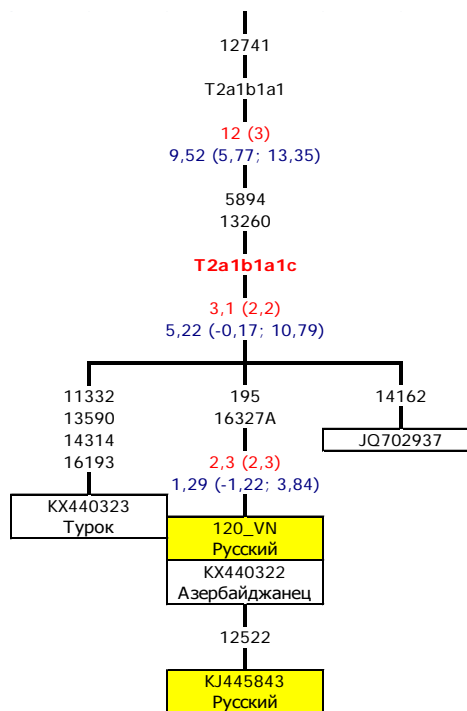 12741
T2a1b1a1
12 (3)
9,52 (5,77; 13,35)
5894
13260
T2a1b1a1c
3,1 (2,2)
5,22 (-0,17; 10,79)
11332
13590
14314
16193
KX440323
Турок
195
16327A
2,3 (2,3)
1,29 (-1,22; 3,84)
120_VN
Русский
KX440322
Азербайджанец
12522
KJ445843
Русский
14162
JQ702937